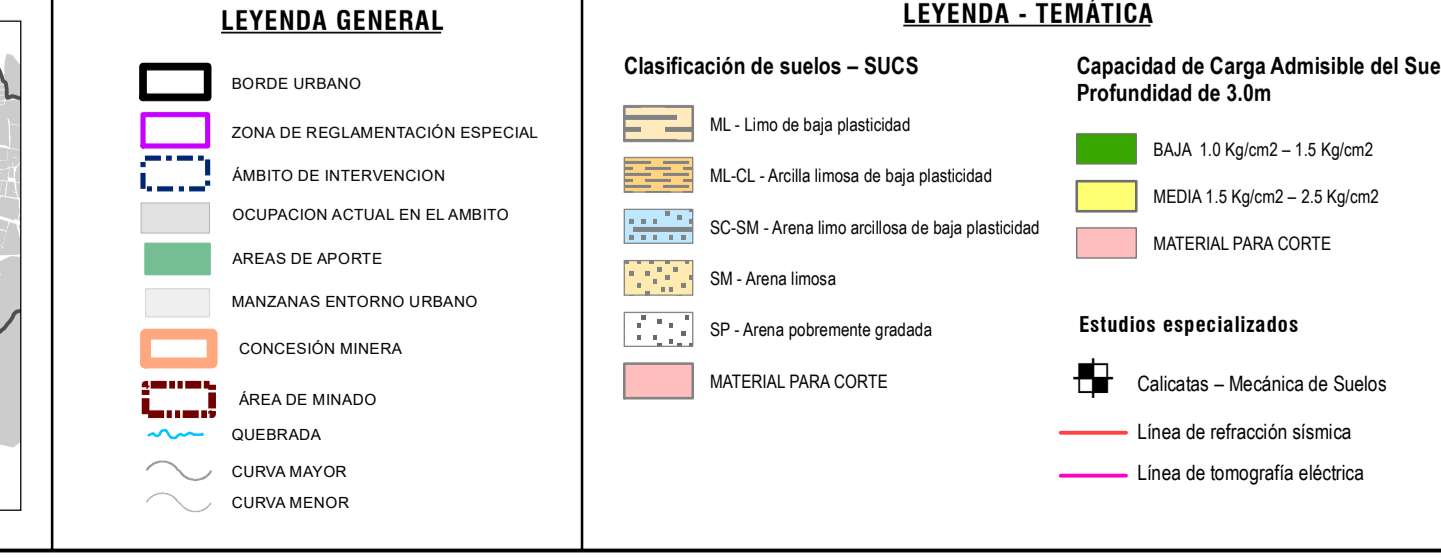 LEYENDA GENERAL
BORDE URBANO
ZONA DE REGLAMENTACIÓN ESPECIAL
ÁMBITO DE INTERVENCION
OCUPACION ACTUAL EN EL AMBITO
AREAS DE APORTE
MANZANAS ENTORNO URBANO
CONCESIÓN MINERA
ÁREA DE MINADO
QUEBRADA
CURVA MAYOR
CURVA MENOR
LEYENDA - TEMÁTICA
Clasificación de suelos – SUCS
ML - Limo de baja plasticidad
ML-CL - Arcilla limosa de baja plasticidad
SC-SM - Arena limo arcillosa de baja plasticidad
SM - Arena limosa
SP - Arena pobremente gradada
MATERIAL PARA CORTE
Capacidad de Carga Admisible del Sue
Profundidad de 3.0m
BAJA 1.0 Kg/cm2 – 1.5 Kg/cm2
MEDIA 1.5 Kg/cm2 – 2.5 Kg/cm2
MATERIAL PARA CORTE
Estudios especializados
Calicatas – Mecánica de Suelos
Línea de refracción sísmica
Línea de tomografía eléctrica